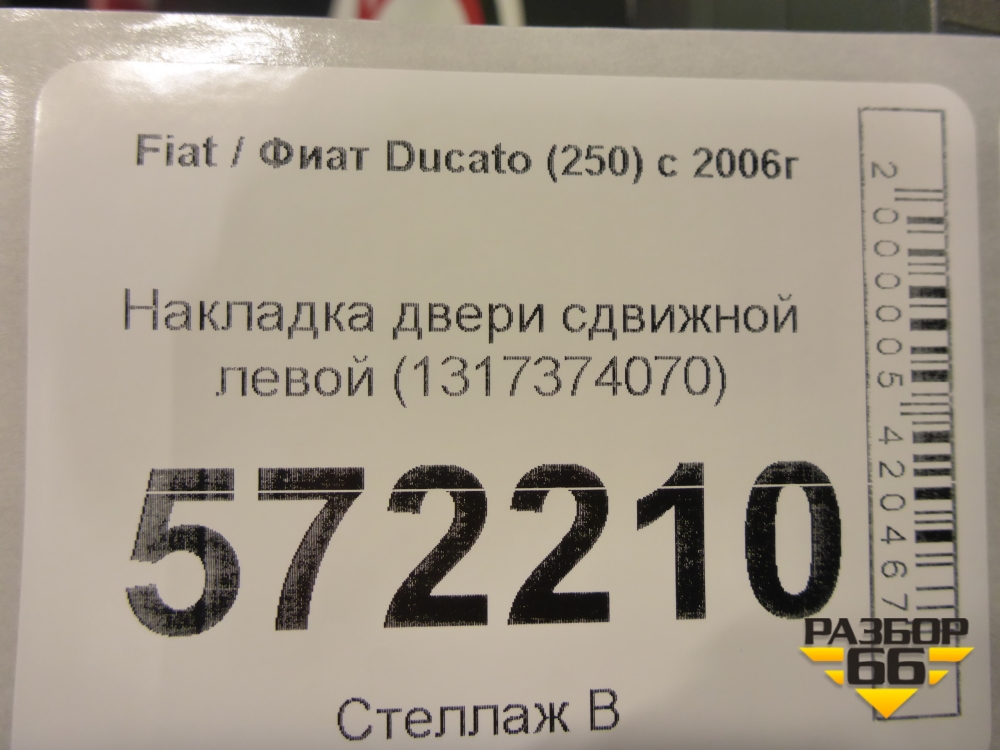 Fiat / Фиат Ducato (250) с 2006г
Накладка двери сдвижной
левой (1317374070)
572210
Стеллаж В
2000005420467
РАЗБОР
66